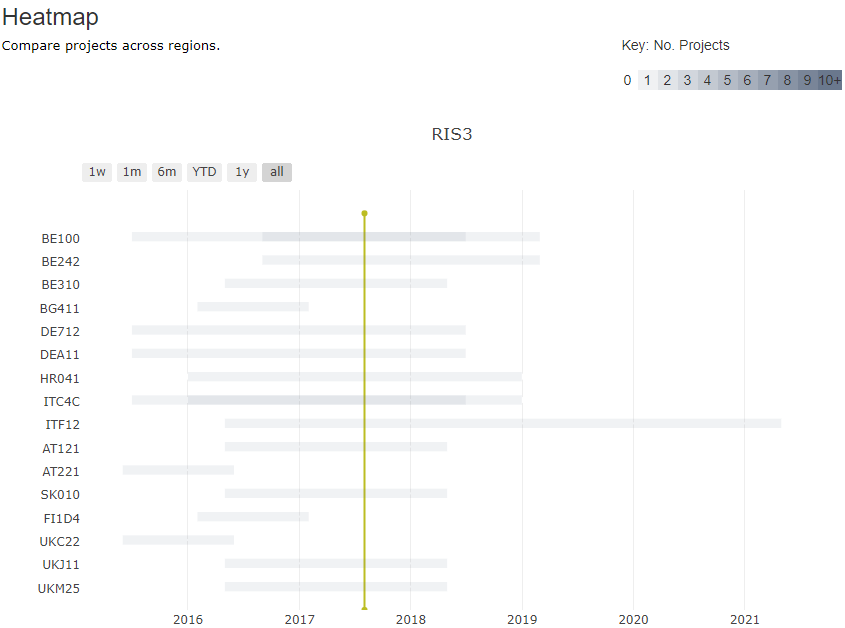 Heatmap
Compare projects across regions.
Key: No. Projects
0 1 2 3 4 5 6 7 8 9 10+
RIS3
1w 1m 6m YTD 1y all
BE100
BE242
BE310
BG411
DE712
DEA11
HR041
ITC4C
ITF12
AT121
AT221
SK010
FI1D4
UKC22
UKJ11
UKM25
2016 2017 2018 2019 2020 2021